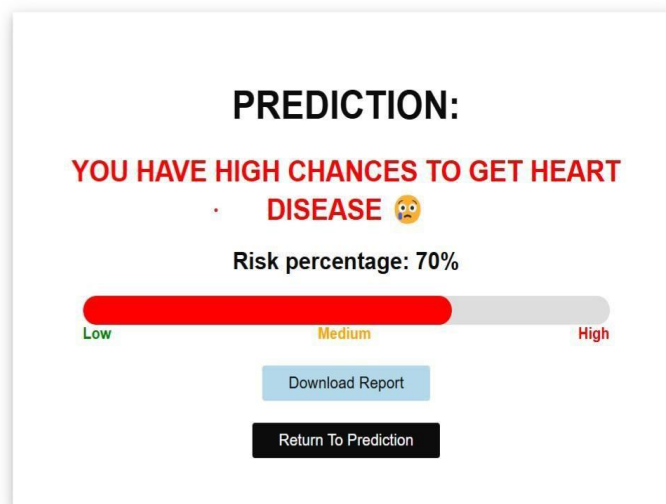 PREDICTION:
YOU HAVE HIGH CHANCES TO GET HEART
DISEASE 😢
Risk percentage: 70%
Low Medium High
Download Report
Return To Prediction